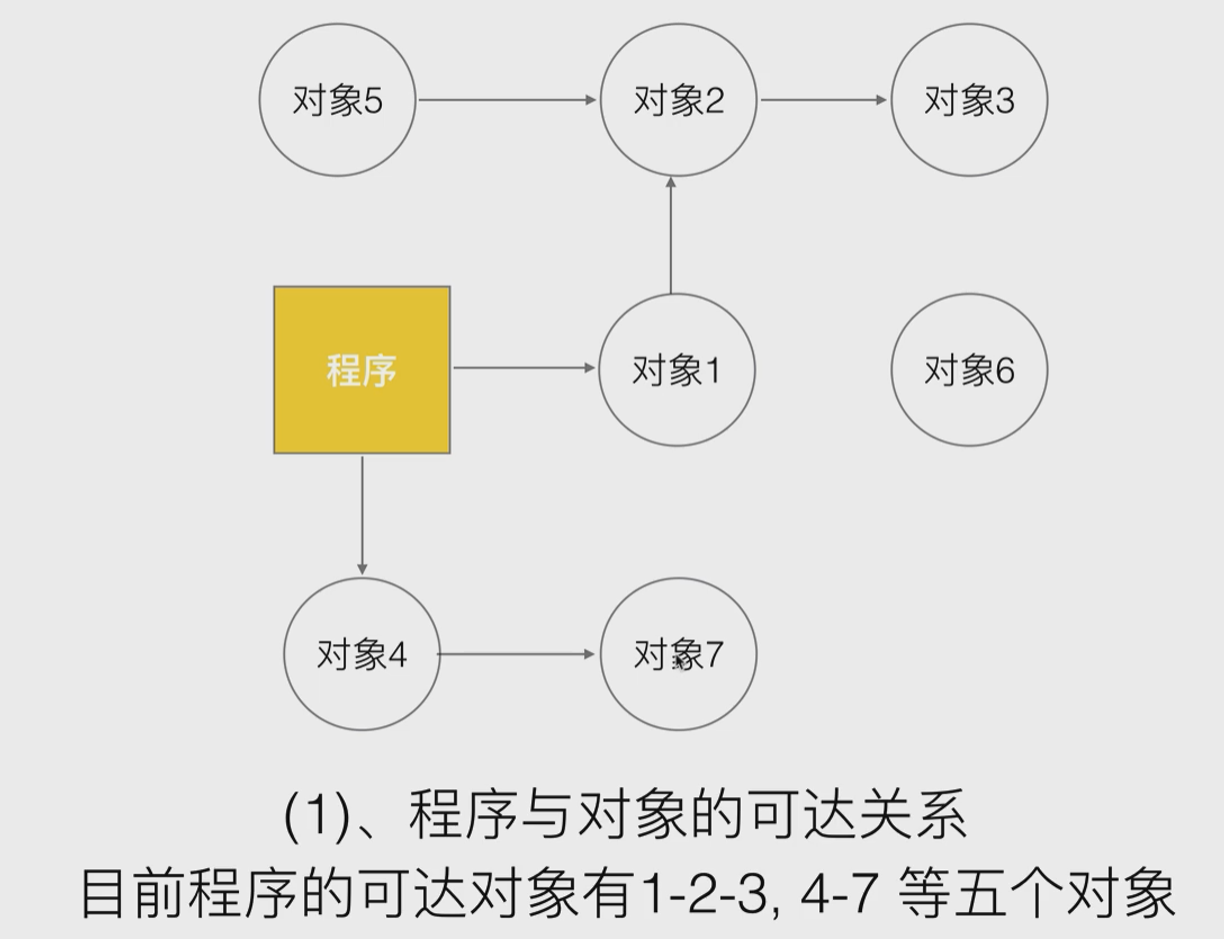 对象5
对象2
对象3
程序
对象1
对象6
对象4
对象7
(1)、程序与对象的可达关系
目前程序的可达对象有1-2-3, 4-7 等五个对象